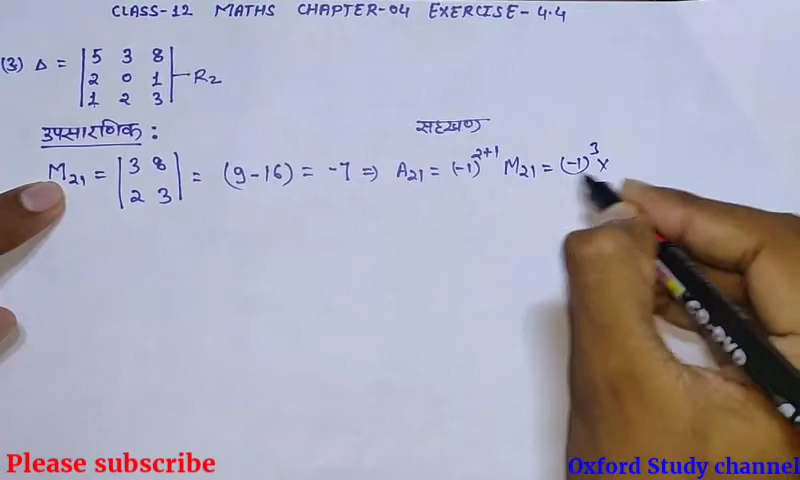 CLASS-12 MATHS CHAPTER-04 EXERCISE-4.4
(3) Δ = |5 3 8|
|2 0 1| — R₂
|1 2 3|
उपसारणिक : सहखण्ड
M₂₁ = |3 8| = (9-16) = -7 ⇒ A₂₁ = (-1)²⁺¹ M₂₁ = (-1)³×
|2 3|
CD-DVD
Please subscribe
Oxford Study channel